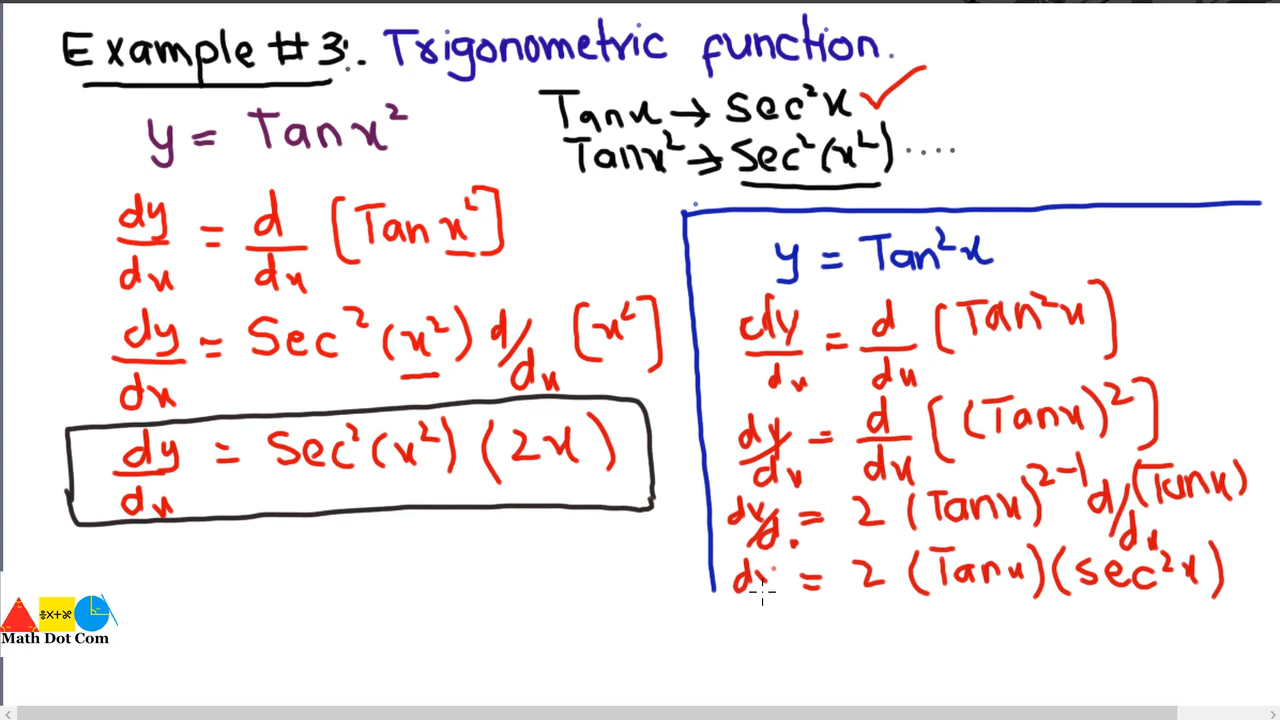 Example #3:. Trigonometric function.
y = Tan x²
Tanx → Sec²x ✓
Tanx² → Sec²(x²) ....
dy/dx = d/dx [Tan x²]
dy/dx = Sec² (x²) d/dx [x²]
dy/dx = Sec²(x²) (2x)
y = Tan²x
dy/dx = d/dx [Tan²x]
dy/dx = d/dx [(Tanx)²]
= 2 (Tanx)²⁻¹ d/dx (Tanx)
dy = 2 (Tanx)(sec²x)
÷×+
Math Dot Com